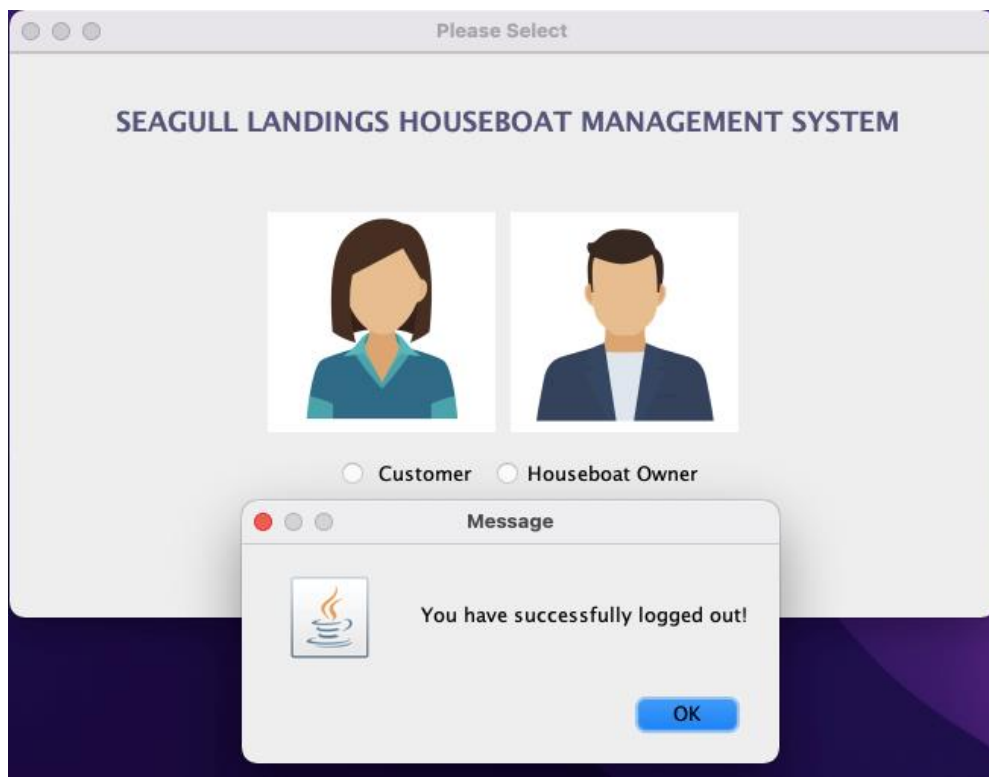 Please Select
SEAGULL LANDINGS HOUSEBOAT MANAGEMENT SYSTEM
Customer Houseboat Owner
Message
You have successfully logged out!
OK